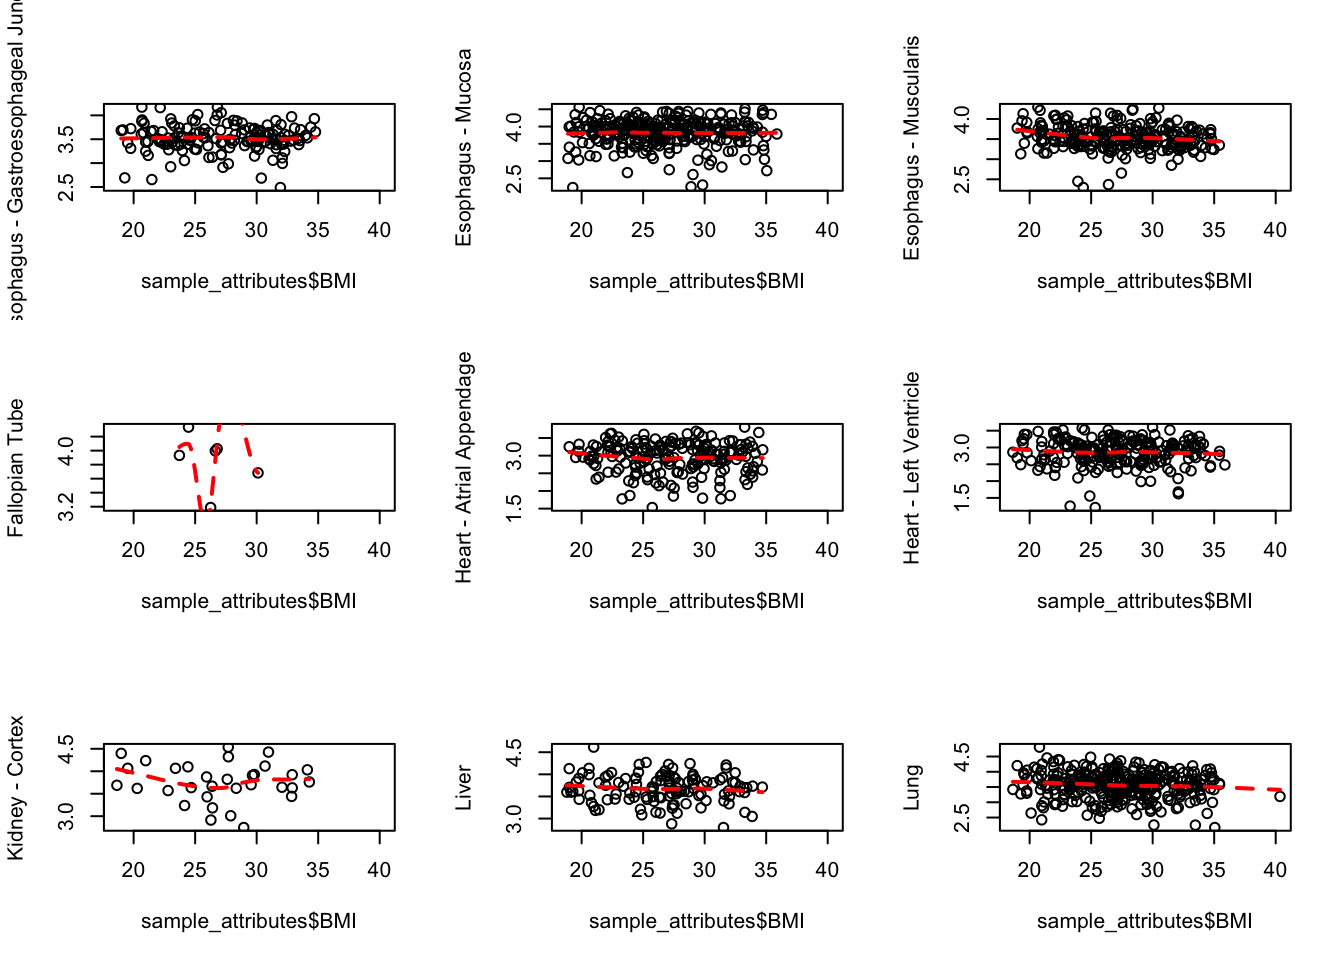 sophagus - Gastroesophageal Junc
2.5 3.5
20 25 30 35 40
sample_attributes$BMI
Esophagus - Mucosa
2.5 4.0
20 25 30 35 40
sample_attributes$BMI
Esophagus - Muscularis
2.5 4.0
20 25 30 35 40
sample_attributes$BMI
Fallopian Tube
3.2 4.0
20 25 30 35 40
sample_attributes$BMI
Heart - Atrial Appendage
1.5 3.0
20 25 30 35 40
sample_attributes$BMI
Heart - Left Ventricle
1.5 3.0
20 25 30 35 40
sample_attributes$BMI
Kidney - Cortex
3.0 4.5
20 25 30 35 40
sample_attributes$BMI
Liver
3.0 4.5
20 25 30 35 40
sample_attributes$BMI
Lung
2.5 4.5
20 25 30 35 40
sample_attributes$BMI